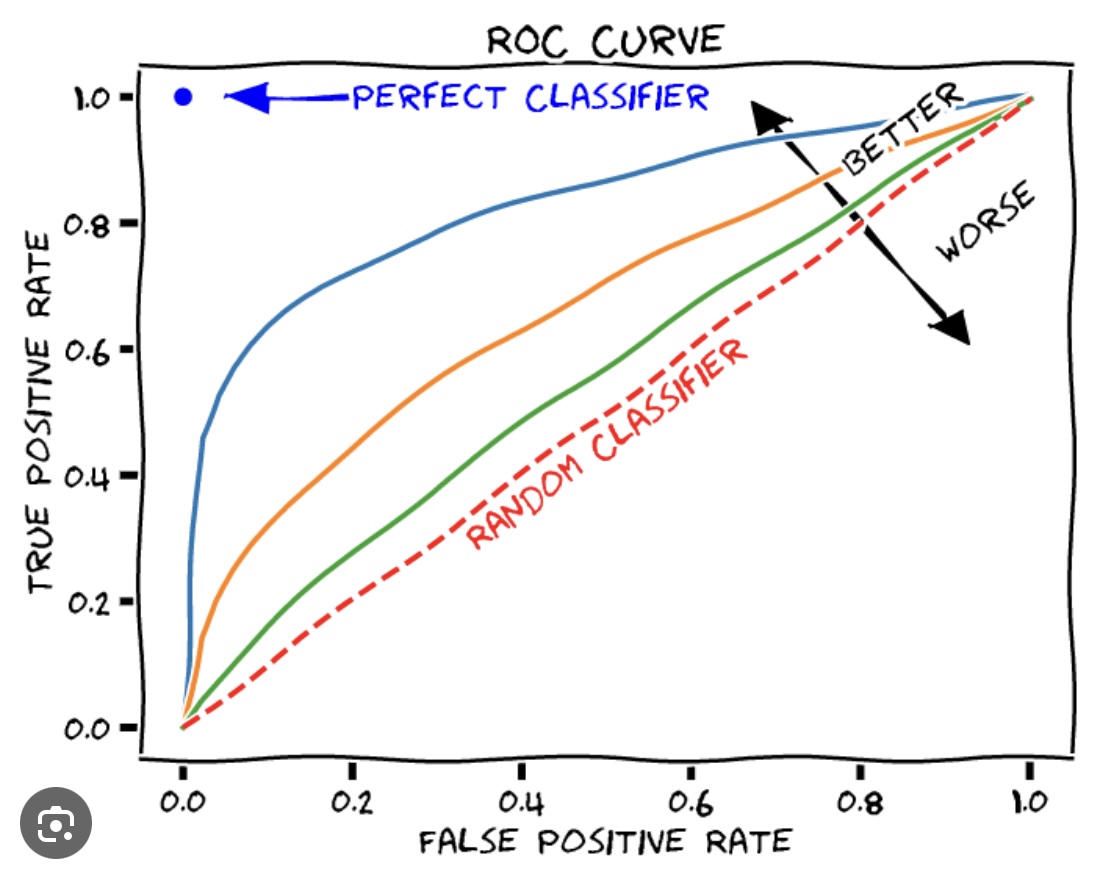 ROC CURVE
PERFECT CLASSIFIER
BETTER
WORSE
RANDOM CLASSIFIER
TRUE POSITIVE RATE
1.0
0.8
0.6
0.4
0.2
0.0
0.0 0.2 0.4 0.6 0.8 1.0
FALSE POSITIVE RATE